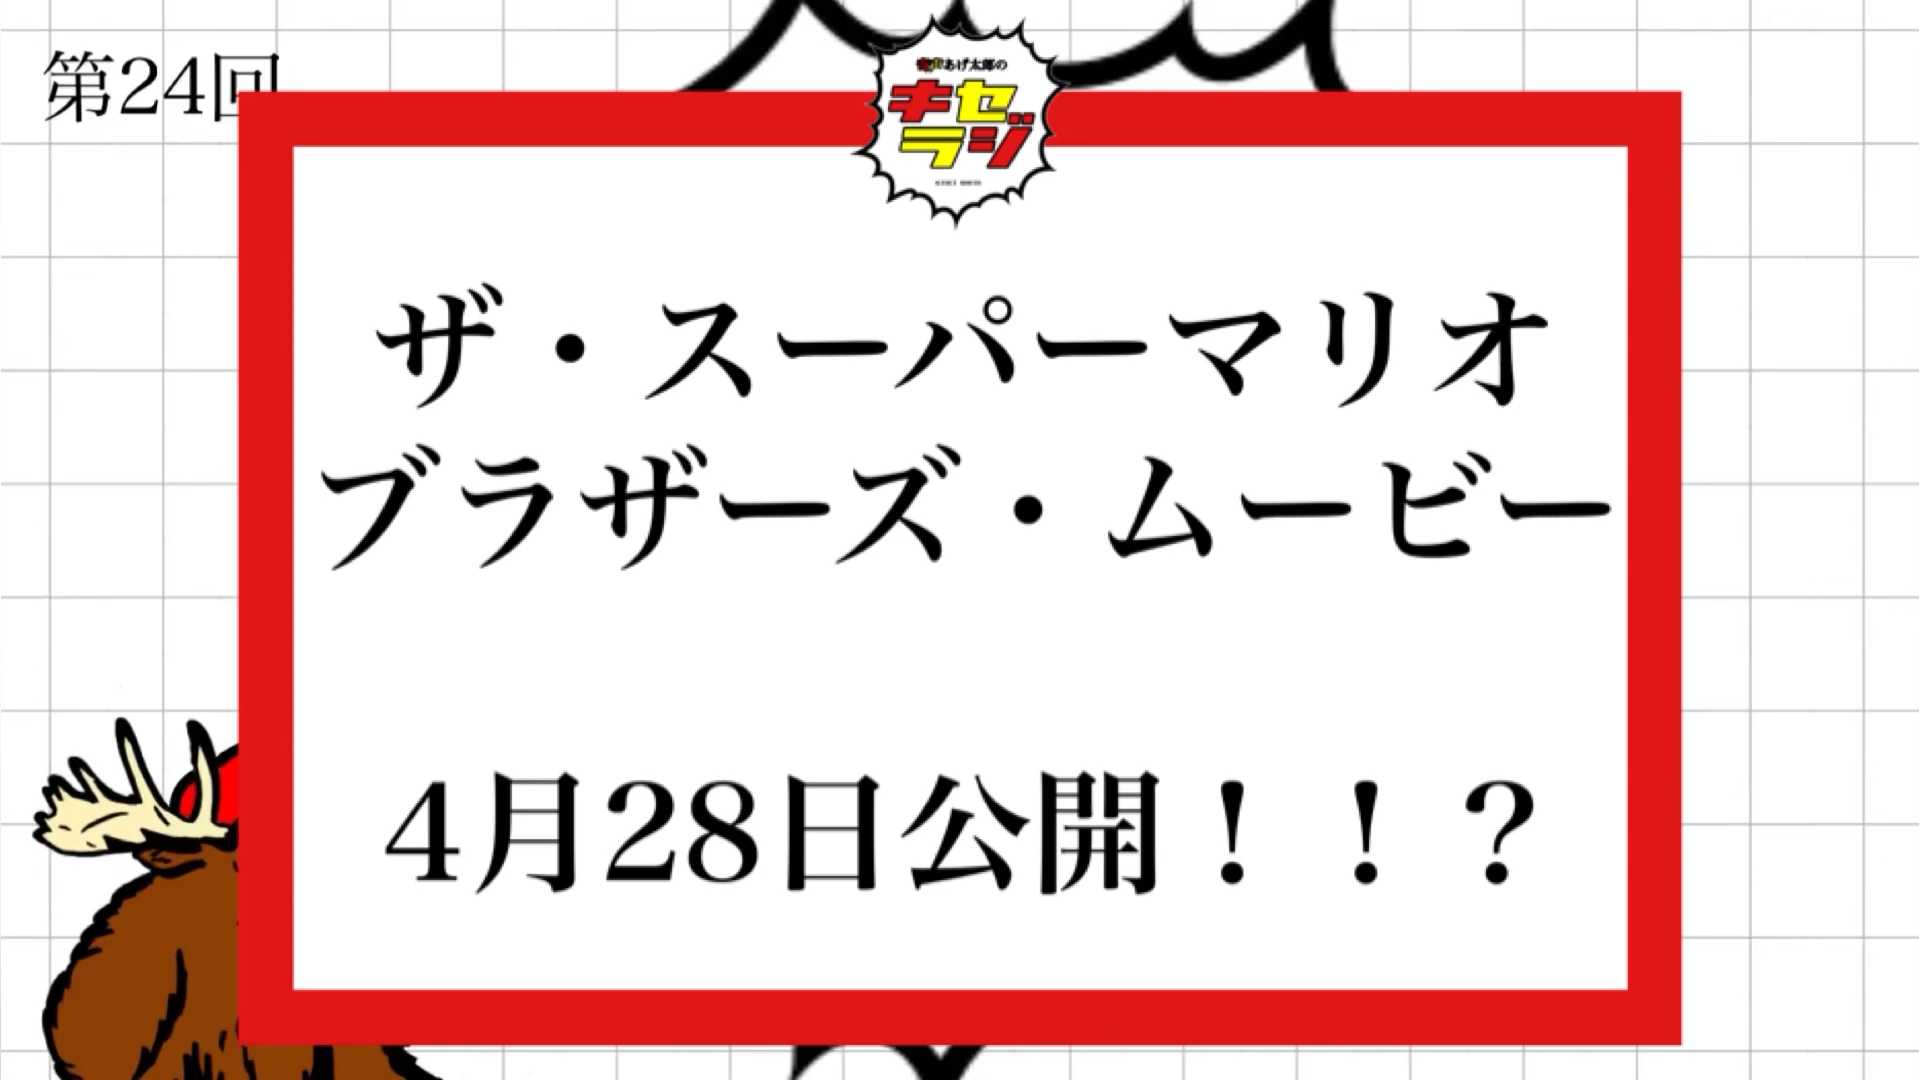 第24回
あげ太郎の
キセ
ラジ
ザ・スーパーマリオ
ブラザーズ・ムービー
4月28日公開！！？